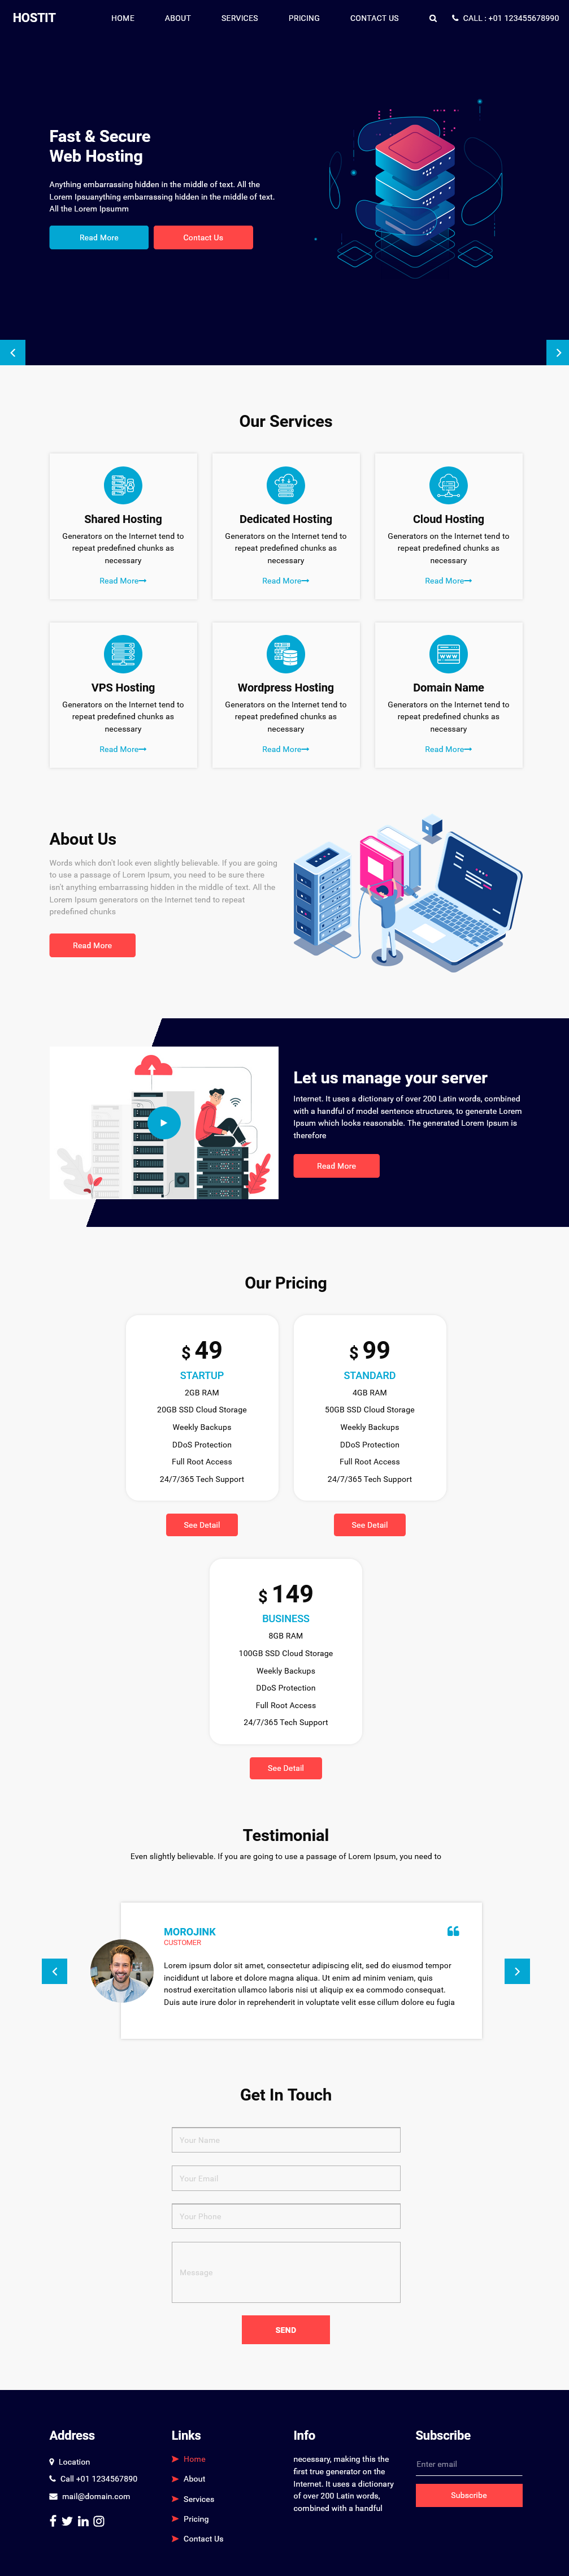 HOSTIT
HOME
ABOUT
SERVICES
PRICING
CONTACT US
CALL : +01 123455678990
Fast & Secure
Web Hosting
Anything embarrassing hidden in the middle of text. All the
Lorem Ipsuanything embarrassing hidden in the middle of text.
All the Lorem Ipsumm
Read More
Contact Us
Our Services
Shared Hosting
Generators on the Internet tend to
repeat predefined chunks as
necessary
Read More
Dedicated Hosting
Generators on the Internet tend to
repeat predefined chunks as
necessary
Read More
Cloud Hosting
Generators on the Internet tend to
repeat predefined chunks as
necessary
Read More
VPS Hosting
Generators on the Internet tend to
repeat predefined chunks as
necessary
Read More
Wordpress Hosting
Generators on the Internet tend to
repeat predefined chunks as
necessary
Read More
WWW
Domain Name
Generators on the Internet tend to
repeat predefined chunks as
necessary
Read More
About Us
Words which don't look even slightly believable. If you are going
to use a passage of Lorem Ipsum, you need to be sure there
isn't anything embarrassing hidden in the middle of text. All the
Lorem Ipsum generators on the Internet tend to repeat
predefined chunks
Read More
Let us manage your server
Internet. It uses a dictionary of over 200 Latin words, combined
with a handful of model sentence structures, to generate Lorem
Ipsum which looks reasonable. The generated Lorem Ipsum is
therefore
Read More
Our Pricing
$ 49
STARTUP
2GB RAM
20GB SSD Cloud Storage
Weekly Backups
DDoS Protection
Full Root Access
24/7/365 Tech Support
See Detail
$ 99
STANDARD
4GB RAM
50GB SSD Cloud Storage
Weekly Backups
DDoS Protection
Full Root Access
24/7/365 Tech Support
See Detail
$ 149
BUSINESS
8GB RAM
100GB SSD Cloud Storage
Weekly Backups
DDoS Protection
Full Root Access
24/7/365 Tech Support
See Detail
Testimonial
Even slightly believable. If you are going to use a passage of Lorem Ipsum, you need to
MOROJINK
CUSTOMER
Lorem ipsum dolor sit amet, consectetur adipiscing elit, sed do eiusmod tempor
incididunt ut labore et dolore magna aliqua. Ut enim ad minim veniam, quis
nostrud exercitation ullamco laboris nisi ut aliquip ex ea commodo consequat.
Duis aute irure dolor in reprehenderit in voluptate velit esse cillum dolore eu fugia
Get In Touch
Your Name
Your Email
Your Phone
Message
SEND
Address
Location
Call +01 1234567890
mail@domain.com
Links
Home
About
Services
Pricing
Contact Us
Info
necessary, making this the
first true generator on the
Internet. It uses a dictionary
of over 200 Latin words,
combined with a handful
Subscribe
Enter email
Subscribe